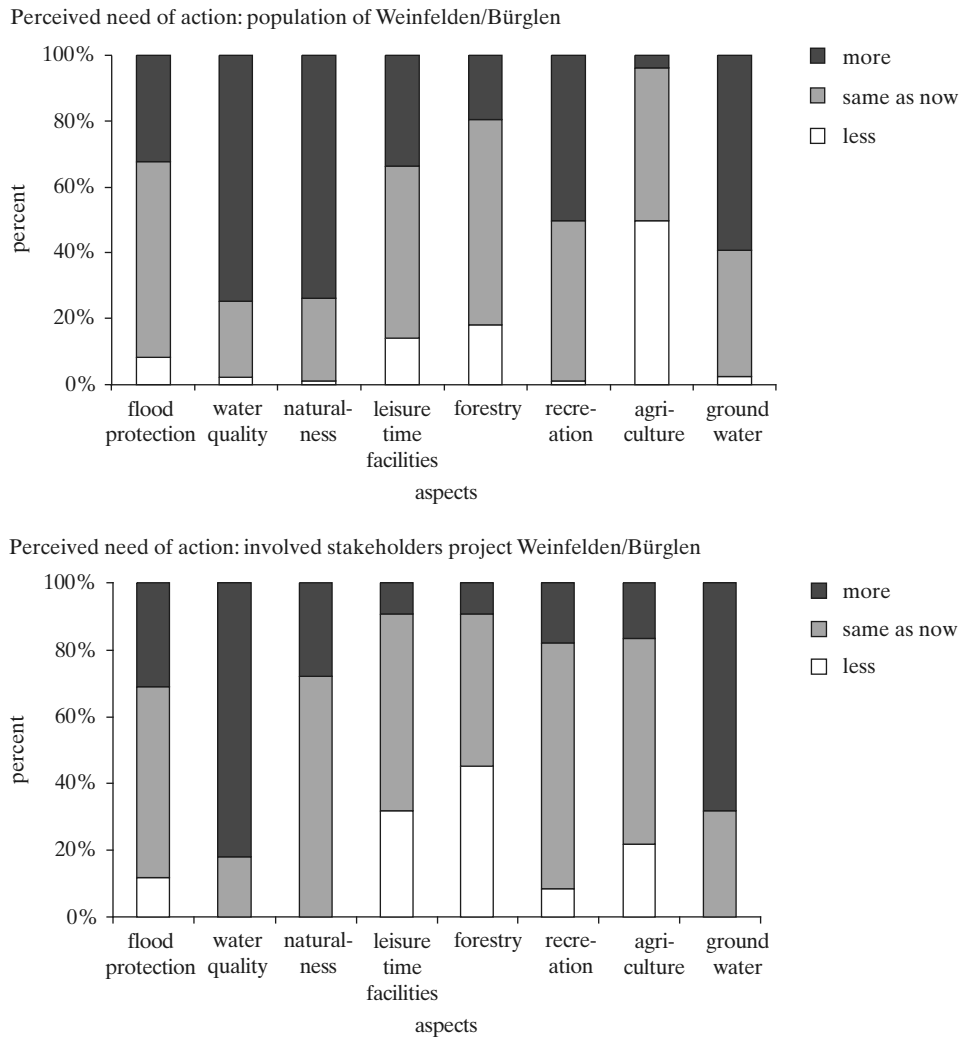 Perceived need of action: population of Weinfelden/Bürglen
100%
80%
60%
40%
20%
0%
percent
more
same as now
less
flood
protection
water
quality
natural-
ness
leisure
time
facilities
forestry
recre-
ation
agri-
culture
ground
water
aspects
Perceived need of action: involved stakeholders project Weinfelden/Bürglen
100%
80%
60%
40%
20%
0%
percent
more
same as now
less
flood
protection
water
quality
natural-
ness
leisure
time
facilities
forestry
recre-
ation
agri-
culture
ground
water
aspects